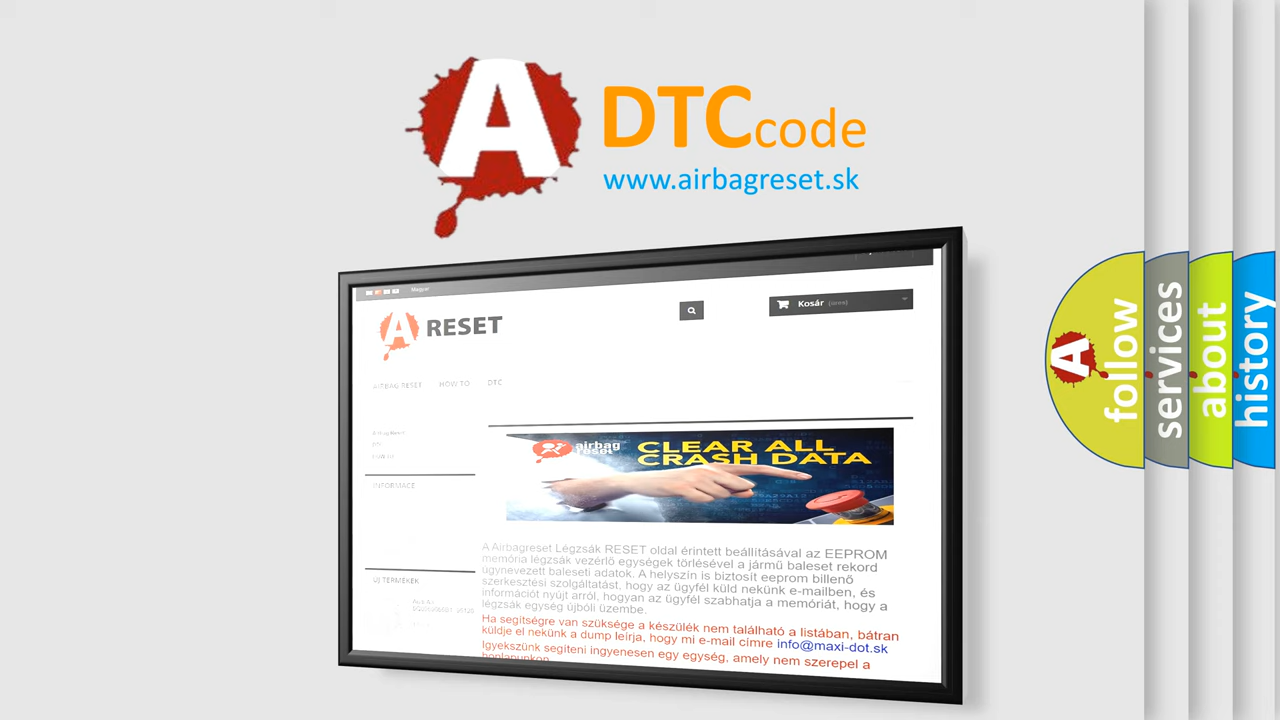 A
DTCcode
www.airbagreset.sk
Magyar
Kosár
A RESET
AIRBAG RESET HOW TO DTC
INFORMACE
airbag
reset
CLEAR ALL
CRASH DATA
A Airbagreset Légzsák RESET oldal érintett beállításával az EEPROM
memória légzsák vezérlő egységek törlésével a jármű baleset rekord
úgynevezett baleseti adatok. A helyszín is biztosít eeprom billenő
szerkesztési szolgáltatást, hogy az ügyfél küld nekünk e-mailben, és
információt nyújt arról, hogyan az ügyfél szabhatja a memóriát, hogy a
légzsák egység újbóli üzembe.
Ha segítségre van szüksége a készülék nem található a listában, bátran
küldje el nekünk a dump leírja, hogy mi e-mail címre info@maxi-dot.sk
Igyekszünk segíteni ingyenesen egy egység, amely nem szerepel a
honlapunkon
ÚJ TERMÉKEK
A
follow
services
about
history